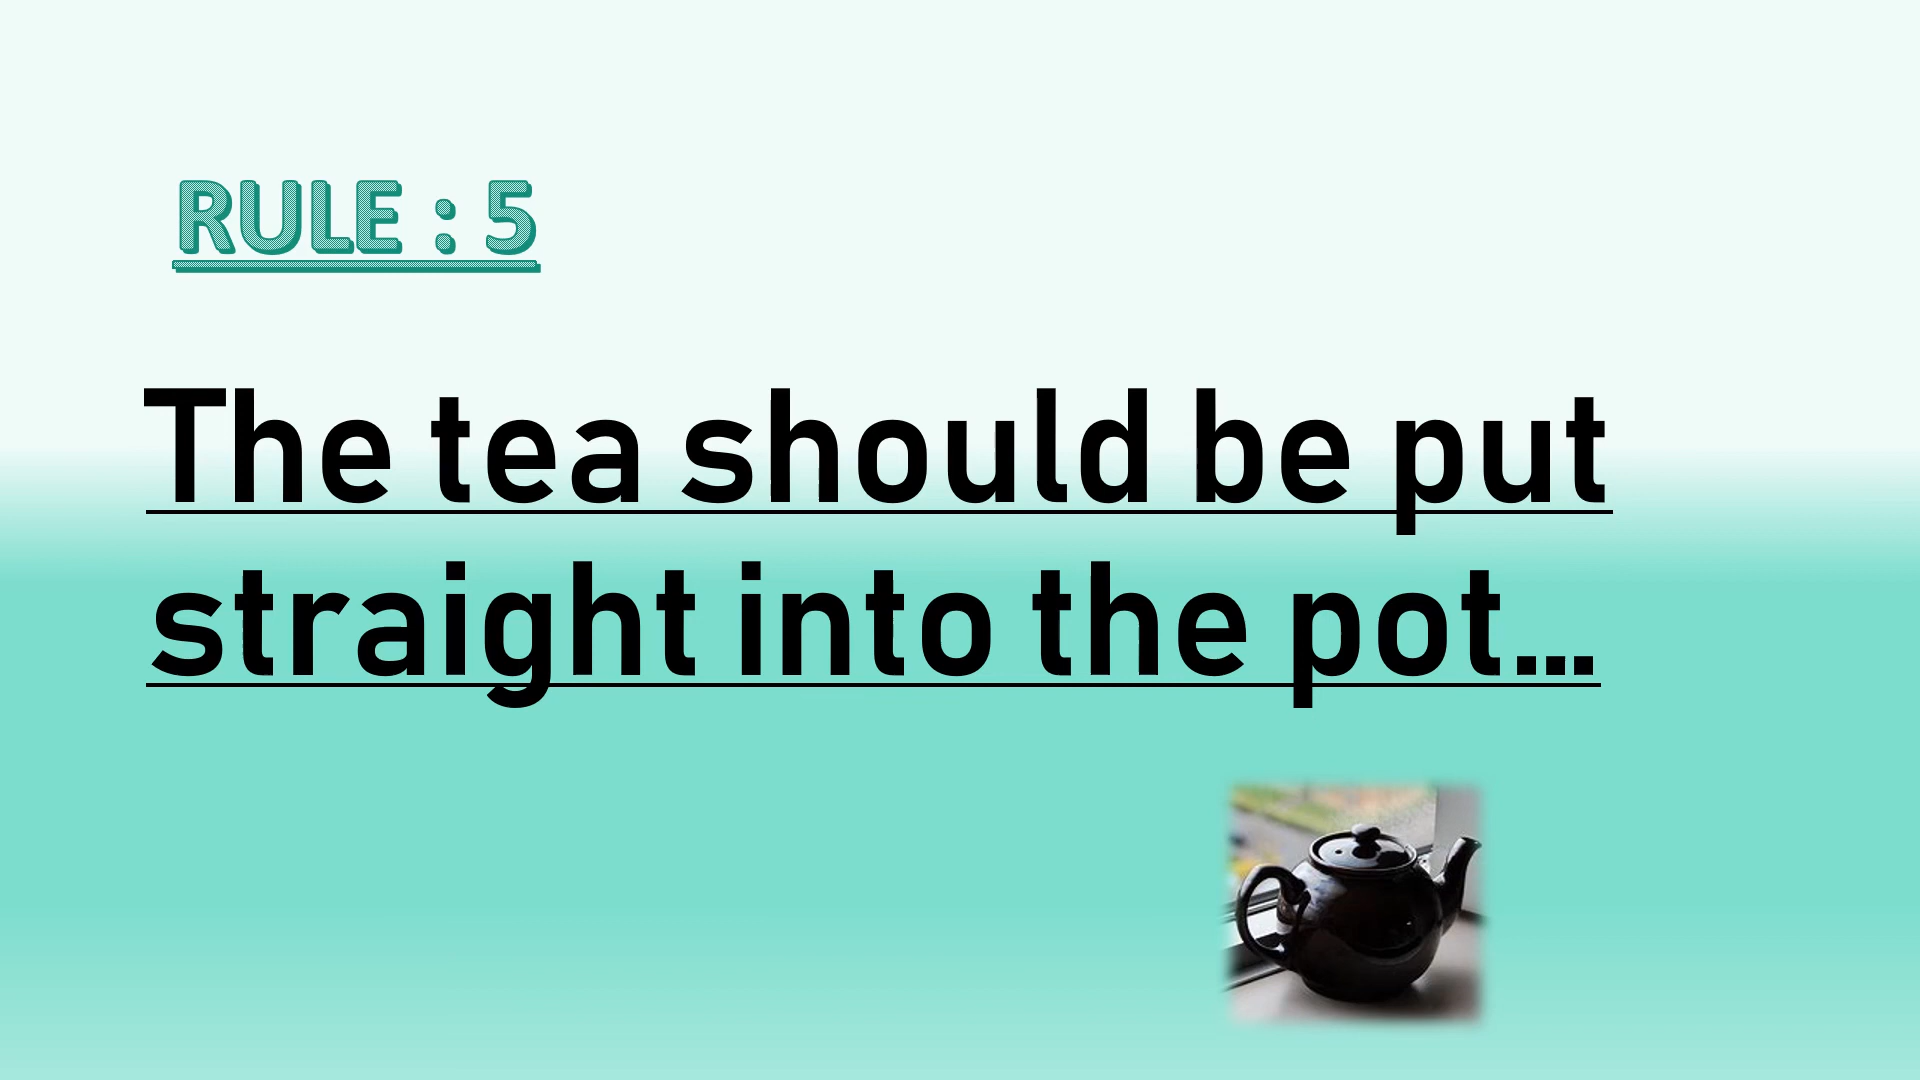 RULE : 5
The tea should be put
straight into the pot...